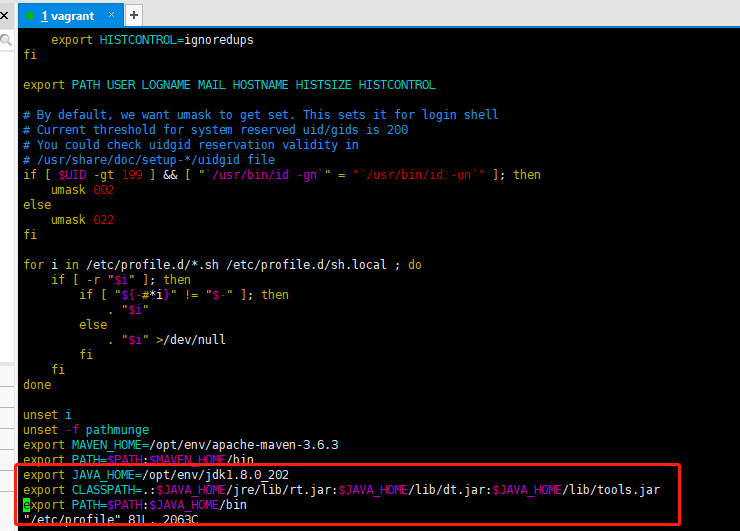 1 vagrant
    export HISTCONTROL=ignoredups
fi

export PATH USER LOGNAME MAIL HOSTNAME HISTSIZE HISTCONTROL

# By default, we want umask to get set. This sets it for login shell
# Current threshold for system reserved uid/gids is 200
# You could check uidgid reservation validity in
# /usr/share/doc/setup-*/uidgid file
if [ $UID -gt 199 ] && [ "`/usr/bin/id -gn`" = "`/usr/bin/id -un`" ]; then
    umask 002
else
    umask 022
fi

for i in /etc/profile.d/*.sh /etc/profile.d/sh.local ; do
    if [ -r "$i" ]; then
        if [ "${-#*i}" != "$-" ]; then
            . "$i"
        else
            . "$i" >/dev/null
        fi
    fi
done

unset i
unset -f pathmunge
export MAVEN_HOME=/opt/env/apache-maven-3.6.3
export PATH=$PATH:$MAVEN_HOME/bin
export JAVA_HOME=/opt/env/jdk1.8.0_202
export CLASSPATH=.:$JAVA_HOME/jre/lib/rt.jar:$JAVA_HOME/lib/dt.jar:$JAVA_HOME/lib/tools.jar
export PATH=$PATH:$JAVA_HOME/bin
"/etc/profile" 81L, 2063C